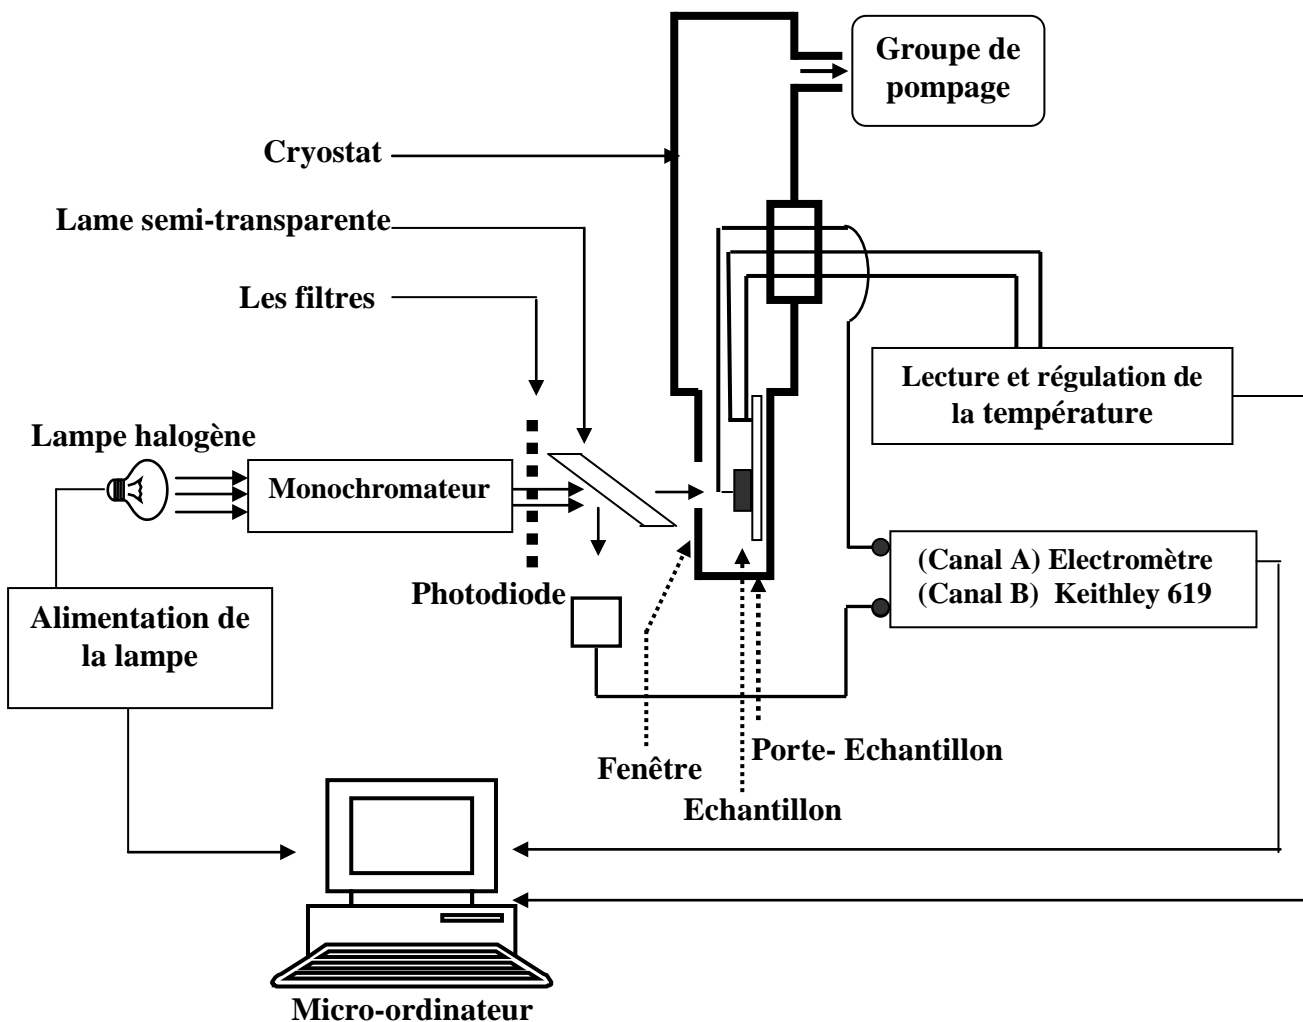 Groupe de
pompage
Cryostat
Lame semi-transparente
Les filtres
Lecture et régulation de
la température
Lampe halogène
Monochromateur
(Canal A) Electromètre
(Canal B) Keithley 619
Photodiode
Alimentation de
la lampe
Porte- Echantillon
Fenêtre
Echantillon
Micro-ordinateur